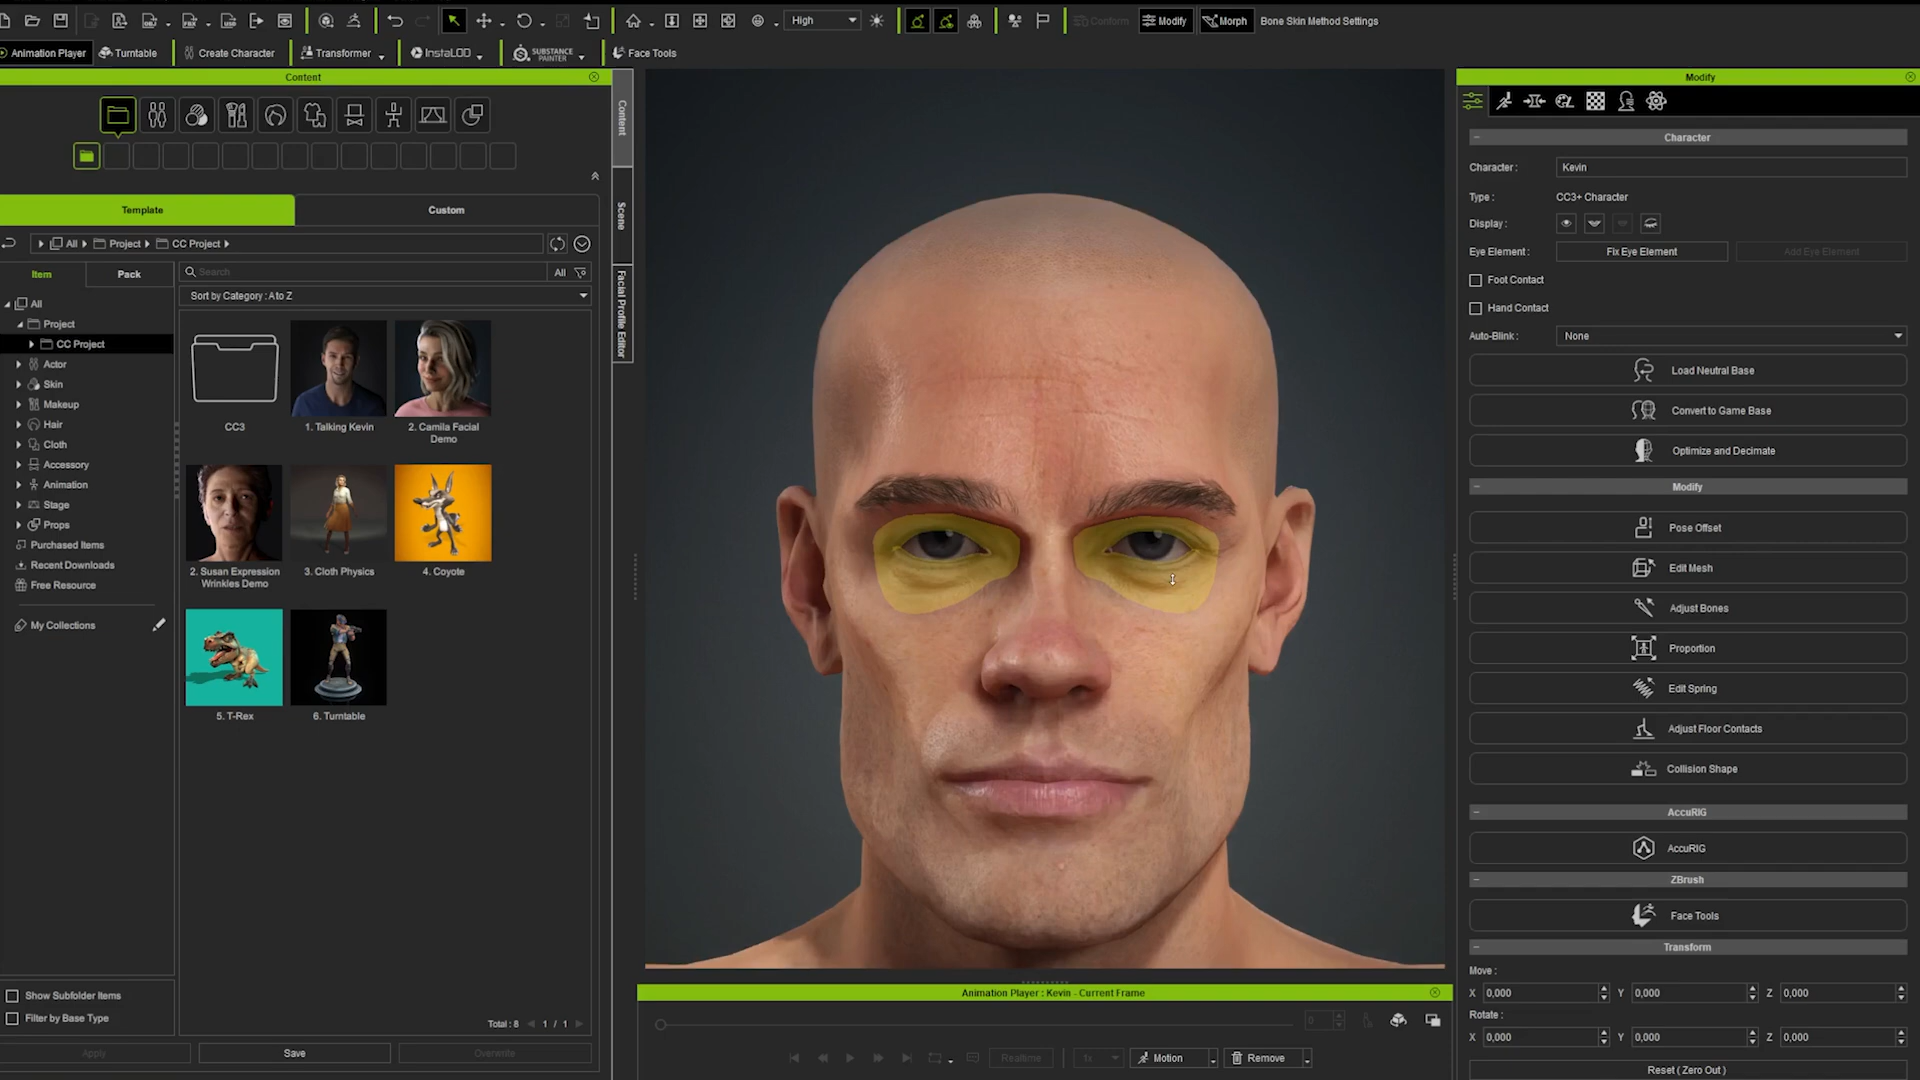 High
Conform
Modify
Morph
Bone Skin Method Settings
Animation Player
Turntable
Create Character
Transformer
InstaLOD
SUBSTANCE
PAINTER
Face Tools
Content
Template
Custom
All
Project
CC Project
Item
Pack
Search
All
Sort by Category : A to Z
All
Project
CC Project
Actor
Skin
Makeup
Hair
Cloth
Accessory
Animation
Stage
Props
Purchased Items
Recent Downloads
Free Resource
My Collections
CC3
1. Talking Kevin
2. Camila Facial
Demo
2. Susan Expression
Wrinkles Demo
3. Cloth Physics
4. Coyote
5. T-Rex
6. Turntable
Show Subfolder Items
Filter by Base Type
Total : 8
1 / 1
Apply
Save
Overwrite
Content
Scene
Facial Profile Editor
Animation Player : Kevin - Current Frame
0
Realtime
1x
Motion
Remove
Modify
Character
Character :
Kevin
Type :
CC3+ Character
Display :
Eye Element :
Fix Eye Element
Add Eye Element
Foot Contact
Hand Contact
Auto-Blink :
None
Load Neutral Base
Convert to Game Base
Optimize and Decimate
Modify
Pose Offset
Edit Mesh
Adjust Bones
Proportion
Edit Spring
Adjust Floor Contacts
Collision Shape
AccuRIG
AccuRIG
ZBrush
Face Tools
Transform
Move :
X 0,000 Y 0,000 Z 0,000
Rotate :
X 0,000 Y 0,000 Z 0,000
Reset ( Zero Out )